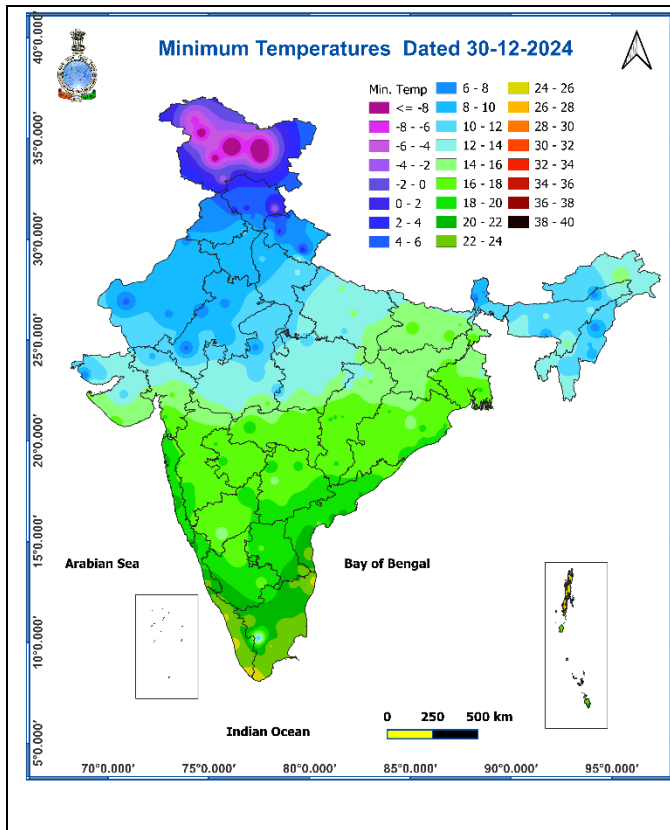 Minimum Temperatures Dated 30-12-2024
Min. Temp
<= -8
-8 - -6
-6 - -4
-4 - -2
-2 - 0
0 - 2
2 - 4
4 - 6
6 - 8
8 - 10
10 - 12
12 - 14
14 - 16
16 - 18
18 - 20
20 - 22
22 - 24
24 - 26
26 - 28
28 - 30
30 - 32
32 - 34
34 - 36
36 - 38
38 - 40
40°0.000'
35°0.000'
30°0.000'
25°0.000'
20°0.000'
15°0.000'
10°0.000'
5°0.000'
Arabian Sea
Bay of Bengal
Indian Ocean
0 250 500 km
70°0.000' 75°0.000' 80°0.000' 85°0.000' 90°0.000' 95°0.000'